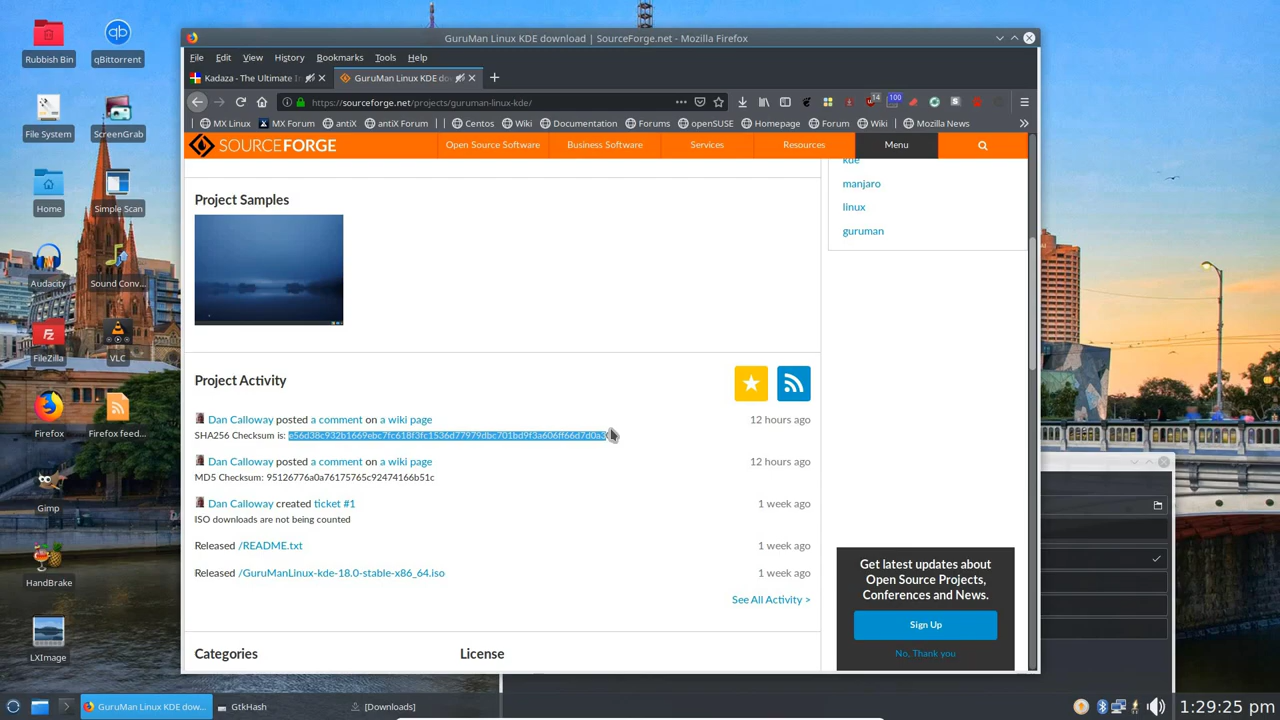 Rubbish Bin
qBittorrent
File System
ScreenGrab
Home
Simple Scan
Audacity
Sound Conv...
FileZilla
VLC
Firefox
Firefox feed...
Gimp
HandBrake
LXImage
GuruMan Linux KDE download | SourceForge.net - Mozilla Firefox
File Edit View History Bookmarks Tools Help
Kadaza - The Ultimate
GuruMan Linux KDE do
https://sourceforge.net/projects/guruman-linux-kde/
14
100
MX Linux MX Forum antiX antiX Forum Centos Wiki Documentation Forums openSUSE Homepage Forum Wiki Mozilla News
SOURCEFORGE
Open Source Software Business Software Services Resources Menu
kde
manjaro
linux
guruman
Project Samples
Project Activity
Dan Calloway posted a comment on a wiki page 12 hours ago
SHA256 Checksum is:
Dan Calloway posted a comment on a wiki page 12 hours ago
MD5 Checksum: 95126776a0a76175765c92474166b51c
Dan Calloway created ticket #1 1 week ago
ISO downloads are not being counted
Released /README.txt 1 week ago
Released /GuruManLinux-kde-18.0-stable-x86_64.iso 1 week ago
See All Activity >
Categories
License
Get latest updates about
Open Source Projects,
Conferences and News.
Sign Up
No, Thank you
GuruMan Linux KDE dow...
GtkHash
[Downloads]
1:29:25 pm